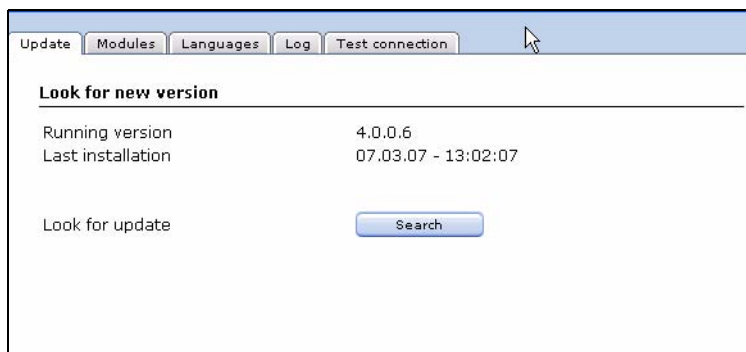 Update Modules Languages Log Test connection
Look for new version
Running version 4.0.0.6
Last installation 07.03.07 - 13:02:07
Look for update Search